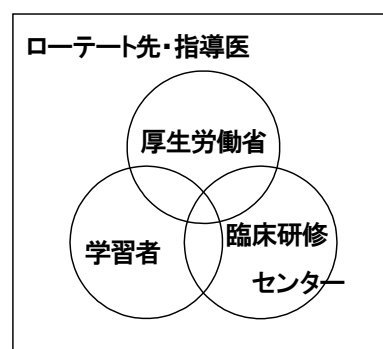 ローテート先・指導医
厚生労働省
学習者
臨床研修
センター